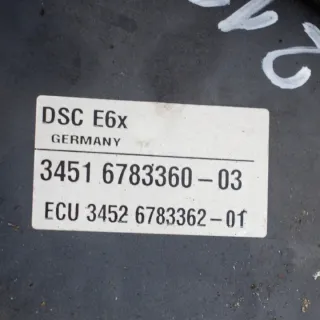 DSC E6x
GERMANY
3451 6783360-03
ECU 3452 6783362-01